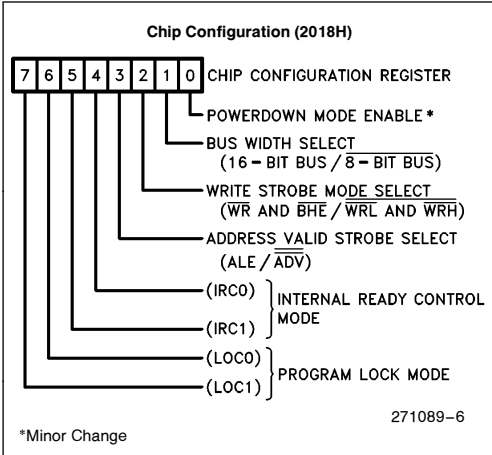 Chip Configuration (2018H)
7 6 5 4 3 2 1 0 CHIP CONFIGURATION REGISTER
POWERDOWN MODE ENABLE*
BUS WIDTH SELECT
(16-BIT BUS/8-BIT BUS)
WRITE STROBE MODE SELECT
(WR AND BHE/WRL AND WRH)
ADDRESS VALID STROBE SELECT
(ALE/ADV)
(IRC0)
(IRC1)
INTERNAL READY CONTROL
MODE
(LOC0)
(LOC1)
PROGRAM LOCK MODE
271089-6
*Minor Change